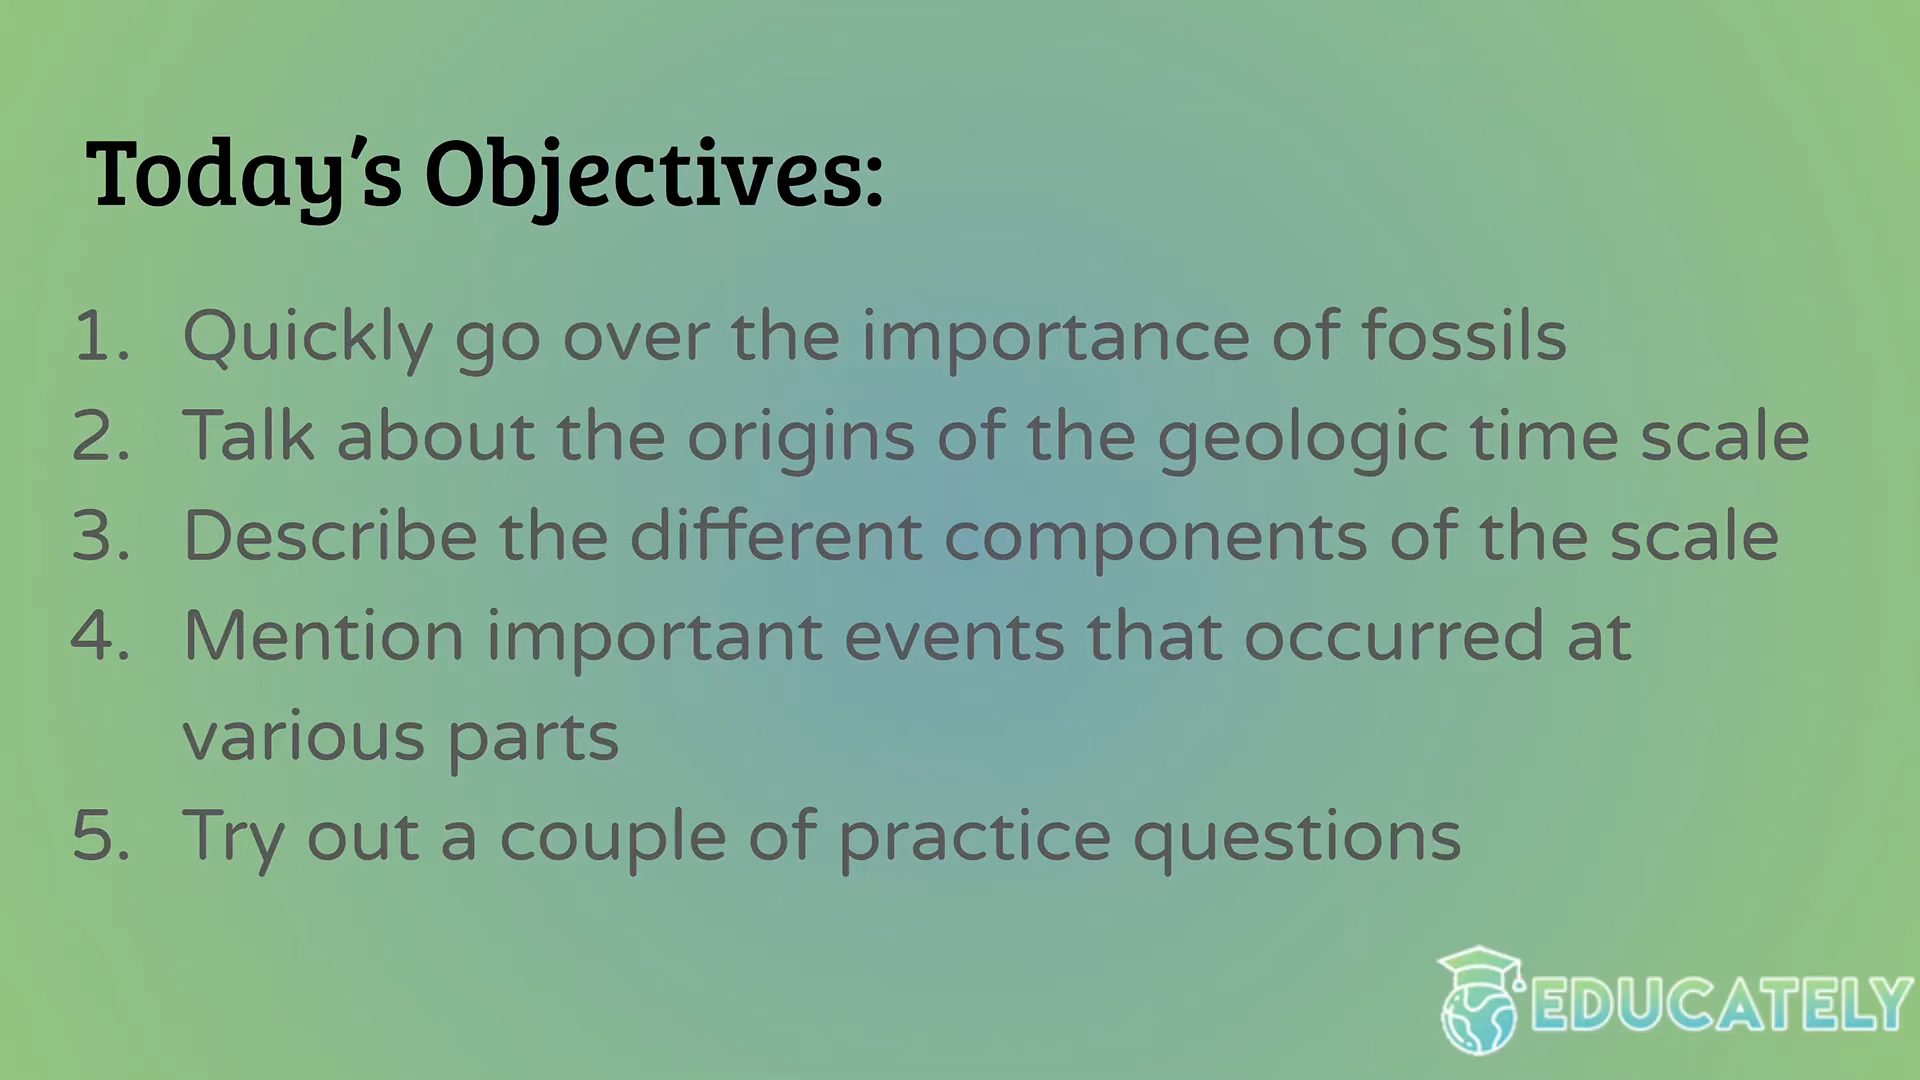 Today’s Objectives:
1. Quickly go over the importance of fossils
2. Talk about the origins of the geologic time scale
3. Describe the different components of the scale
4. Mention important events that occurred at
various parts
5. Try out a couple of practice questions
EDUCATELY